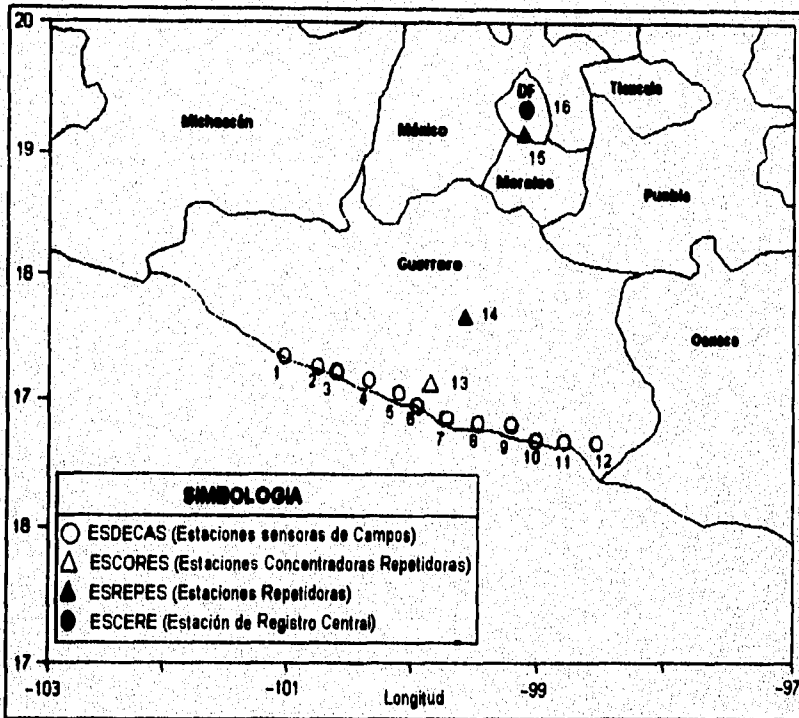 20
DF
16
Tlaxcala
Michoacán
México
19
15
Morelos
Puebla
18
Guerrero
14
Oaxaca
17
13
1
2
3
4
5
6
7
8
9
10
11
12
SIMBOLOGIA
ESDECAS (Estaciones sensoras de Campos)
18
ESCORES (Estaciones Concentradoras Repetidoras)
ESREPES (Estaciones Repetidoras)
ESCERE (Estación de Registro Central)
17
-103
-101
Longitud
-99
-97